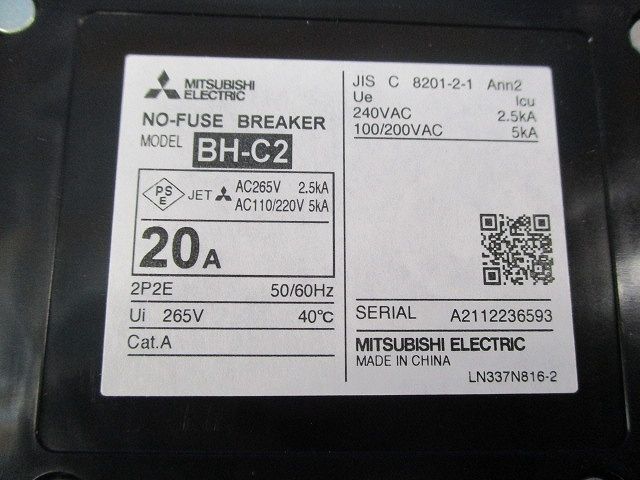 MITSUBISHI
ELECTRIC
NO-FUSE BREAKER
MODEL BH-C2
PS
E
JET AC265V 2.5kA
AC110/220V 5kA
20A
2P2E 50/60Hz
Ui 265V 40℃
Cat.A
JIS C 8201-2-1 Ann2
Ue Icu
240VAC 2.5kA
100/200VAC 5kA
SERIAL A2112236593
MITSUBISHI ELECTRIC
MADE IN CHINA
LN337N816-2